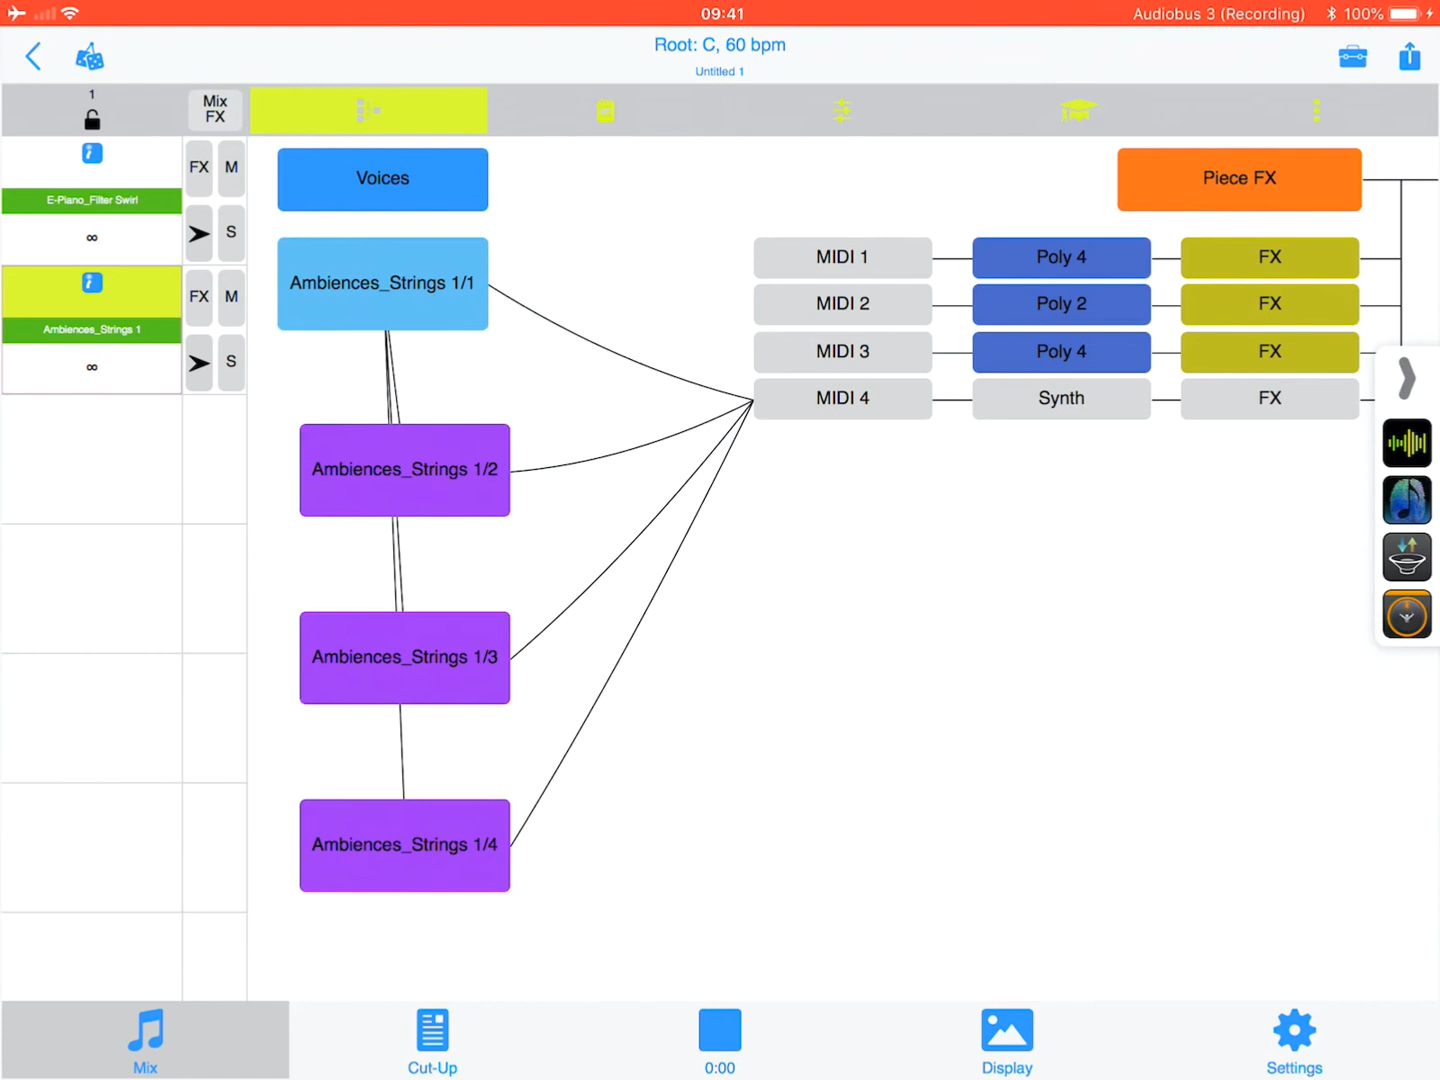 09:41
Audiobus 3 (Recording)
100%
Root: C, 60 bpm
Untitled 1
1
Mix
FX
E-Piano_Filter Swirl
∞
FX
M
S
Ambiences_Strings 1
∞
FX
M
S
Voices
Piece FX
Ambiences_Strings 1/1
Ambiences_Strings 1/2
Ambiences_Strings 1/3
Ambiences_Strings 1/4
MIDI 1
Poly 4
FX
MIDI 2
Poly 2
FX
MIDI 3
Poly 4
FX
MIDI 4
Synth
FX
Mix
Cut-Up
0:00
Display
Settings